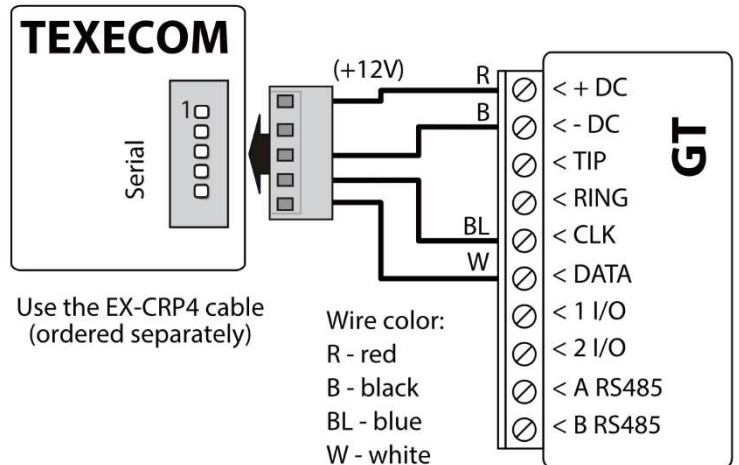 TEXECOM
1
Serial
Use the EX-CRP4 cable
(ordered separately)
(+12V)
R
B
BL
W
Wire color:
R - red
B - black
BL - blue
W - white
< + DC
< - DC
< TIP
< RING
< CLK
< DATA
< 1 I/O
< 2 I/O
< A RS485
< B RS485
GT